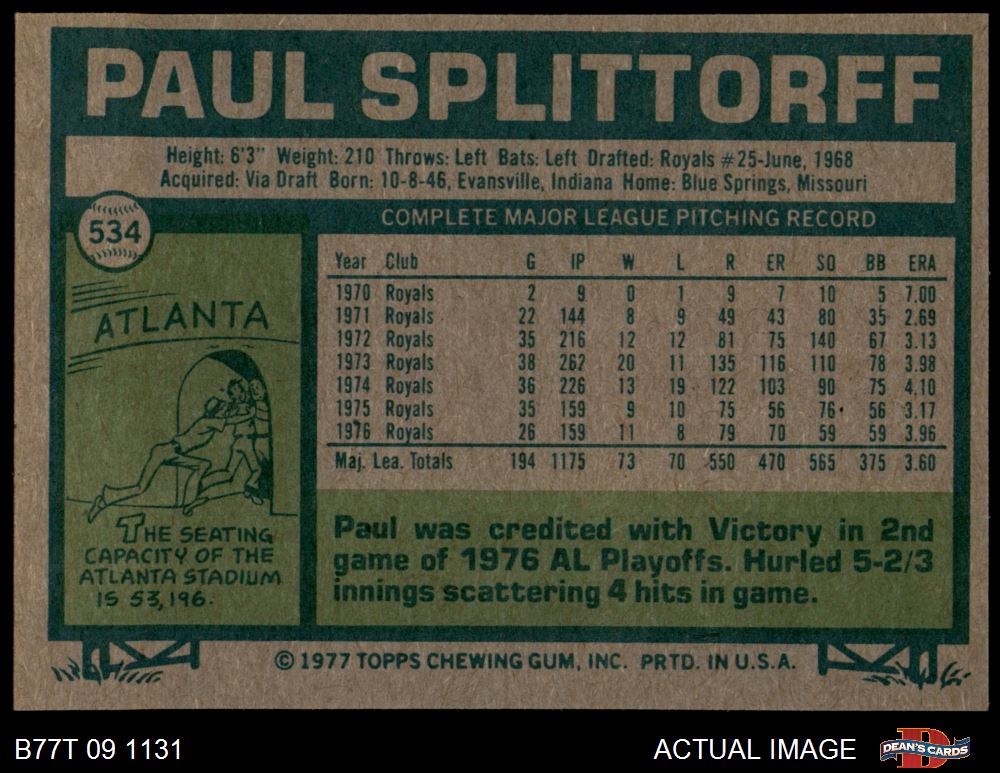 PAUL SPLITTORFF
Height: 6'3" Weight: 210 Throws: Left Bats: Left Drafted: Royals #25-June, 1968
Acquired: Via Draft Born: 10-8-46, Evansville, Indiana Home: Blue Springs, Missouri
534
COMPLETE MAJOR LEAGUE PITCHING RECORD
Year Club G IP W L R ER SO BB ERA
1970 Royals 2 9 0 1 9 7 10 5 7.00
1971 Royals 22 144 8 9 49 43 80 35 2.69
1972 Royals 35 216 12 12 81 75 140 67 3.13
1973 Royals 38 262 20 11 135 116 110 78 3.98
1974 Royals 36 226 13 19 122 103 90 75 4.10
1975 Royals 35 159 9 10 75 56 76 56 3.17
1976 Royals 26 159 11 8 79 70 59 59 3.96
Maj. Lea. Totals 194 1175 73 70 550 470 565 375 3.60
ATLANTA
THE SEATING
CAPACITY OF THE
ATLANTA STADIUM
IS 53,196.
Paul was credited with Victory in 2nd
game of 1976 AL Playoffs. Hurled 5-2/3
innings scattering 4 hits in game.
© 1977 TOPPS CHEWING GUM, INC. PRTD. IN U.S.A.
B77T 09 1131
ACTUAL IMAGE
DEAN'S CARDS